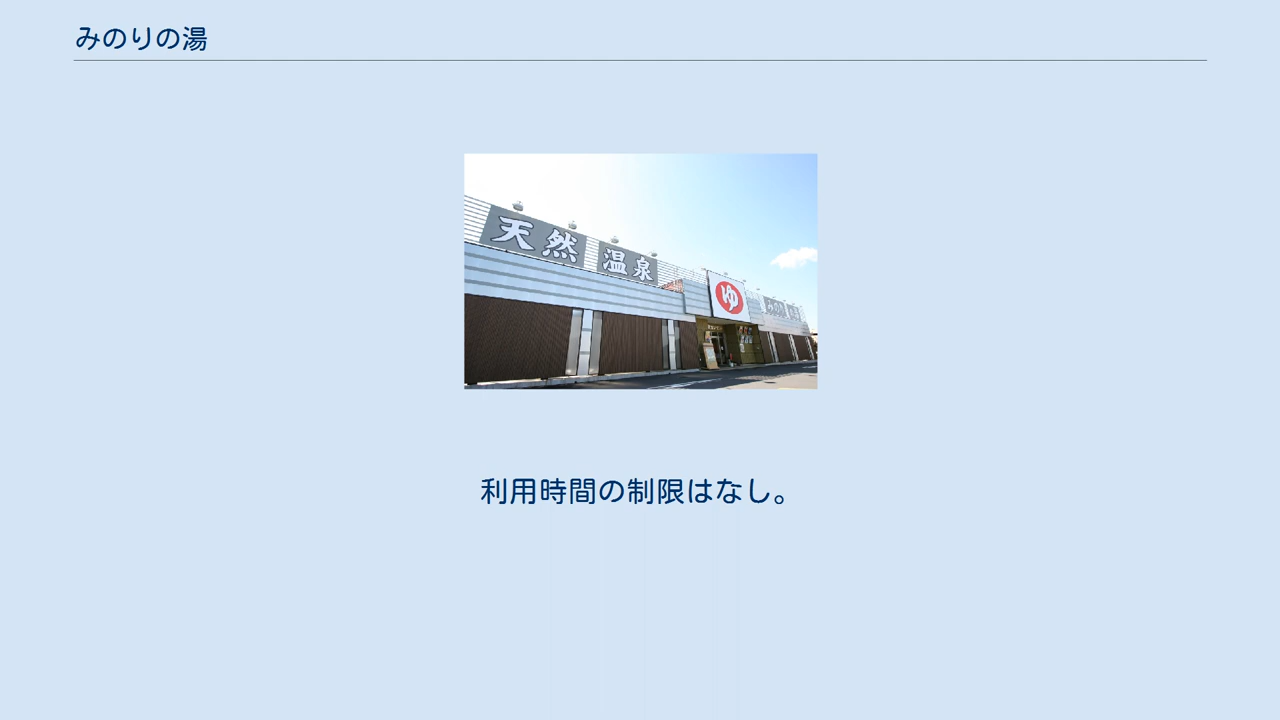 みのりの湯
天然 温泉
ゆ
利用時間の制限はなし。